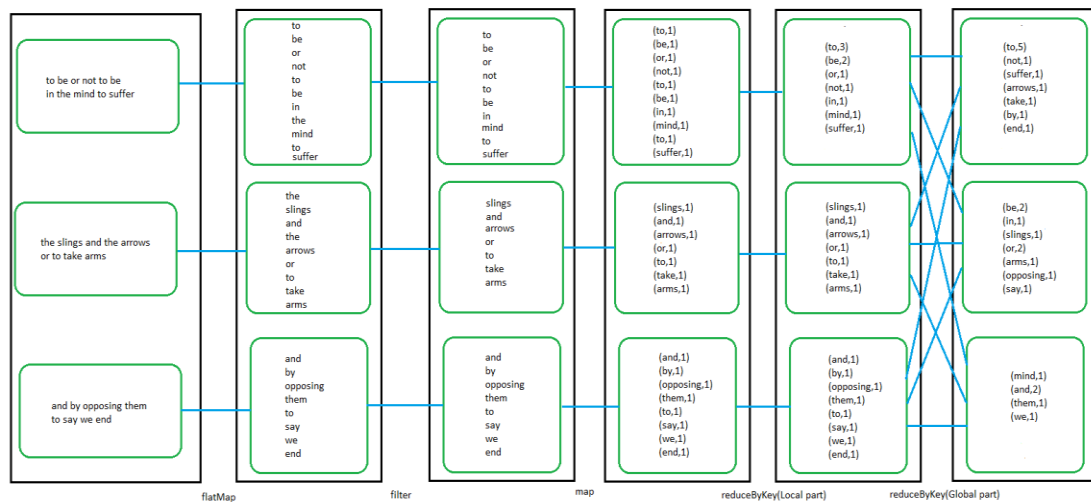 to be or not to be
in the mind to suffer
the slings and the arrows
or to take arms
and by opposing them
to say we end
to
be
or
not
to
be
in
the
mind
to
suffer
the
slings
and
the
arrows
or
to
take
arms
and
by
opposing
them
to
say
we
end
to
be
or
not
to
be
in
mind
to
suffer
slings
and
arrows
or
to
take
arms
and
by
opposing
them
to
say
we
end
(to,1)
(be,1)
(or,1)
(not,1)
(to,1)
(be,1)
(in,1)
(mind,1)
(to,1)
(suffer,1)
(slings,1)
(and,1)
(arrows,1)
(or,1)
(to,1)
(take,1)
(arms,1)
(and,1)
(by,1)
(opposing,1)
(them,1)
(to,1)
(say,1)
(we,1)
(end,1)
(to,3)
(be,2)
(or,1)
(not,1)
(in,1)
(mind,1)
(suffer,1)
(slings,1)
(and,1)
(arrows,1)
(or,1)
(to,1)
(take,1)
(arms,1)
(and,1)
(by,1)
(opposing,1)
(them,1)
(to,1)
(say,1)
(we,1)
(end,1)
(to,5)
(not,1)
(suffer,1)
(arrows,1)
(take,1)
(by,1)
(end,1)
(be,2)
(in,1)
(slings,1)
(or,2)
(arms,1)
(opposing,1)
(say,1)
(mind,1)
(and,2)
(them,1)
(we,1)
flatMap
filter
map
reduceByKey(Local part)
reduceByKey(Global part)